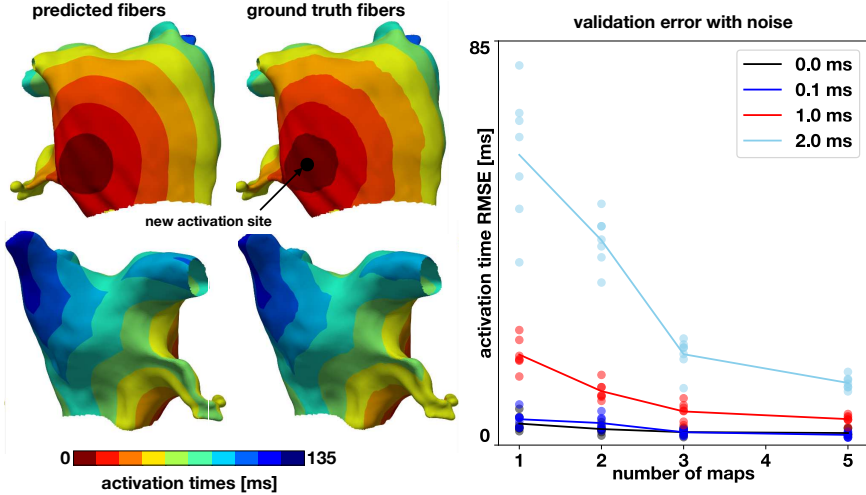 predicted fibers
ground truth fibers
new activation site
0
135
activation times [ms]
validation error with noise
85
activation time RMSE [ms]
0
0.0 ms
0.1 ms
1.0 ms
2.0 ms
1 2 3 4 5
number of maps